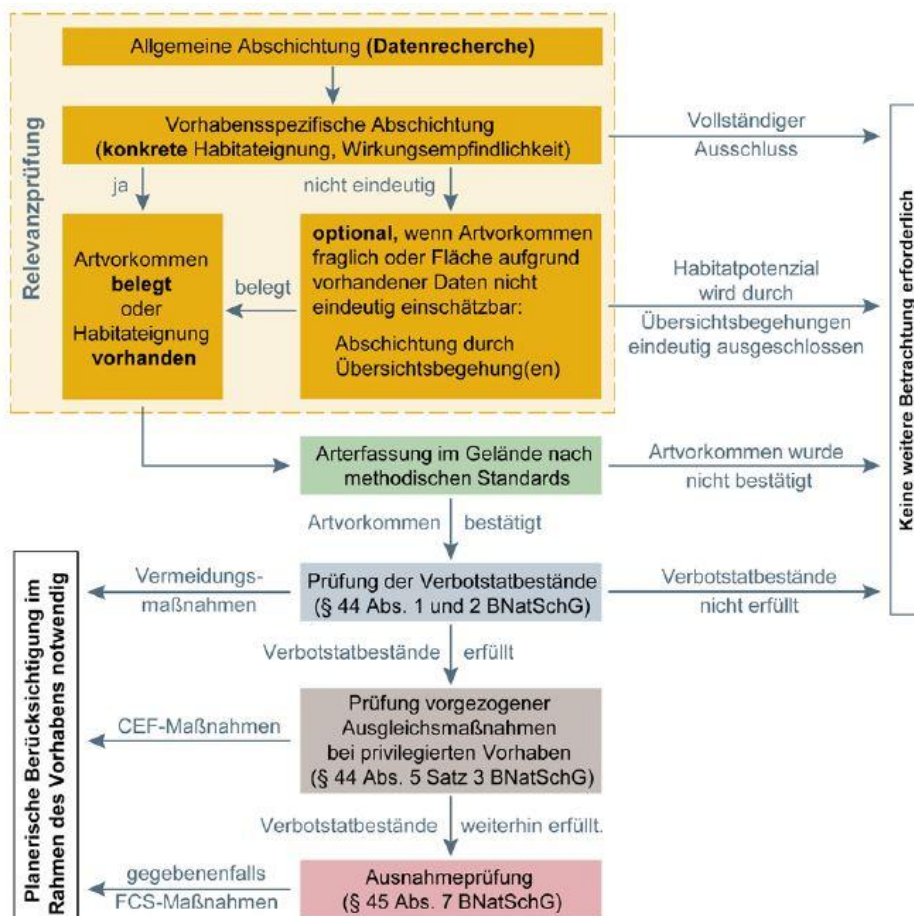 Relevanzprüfung
Allgemeine Abschichtung (Datenrecherche)
Vorhabensspezifische Abschichtung
(konkrete Habitateignung, Wirkungsempfindlichkeit)
Vollständiger
Ausschluss
ja
nicht eindeutig
Artvorkommen
belegt
oder
Habitateignung
vorhanden
belegt
optional, wenn Artvorkommen
fraglich oder Fläche aufgrund
vorhandener Daten nicht
eindeutig einschätzbar:
Abschichtung durch
Übersichtsbegehung(en)
Habitatpotenzial
wird durch
Übersichtsbegehungen
eindeutig ausgeschlossen
Keine weitere Betrachtung erforderlich
Arterfassung im Gelände nach
methodischen Standards
Artvorkommen wurde
nicht bestätigt
Artvorkommen bestätigt
Planerische Berücksichtigung im
Rahmen des Vorhabens notwendig
Vermeidungs-
maßnahmen
Prüfung der Verbotstatbestände
(§ 44 Abs. 1 und 2 BNatSchG)
Verbotstatbestände
nicht erfüllt
Verbotstatbestände erfüllt
CEF-Maßnahmen
Prüfung vorgezogener
Ausgleichsmaßnahmen
bei privilegierten Vorhaben
(§ 44 Abs. 5 Satz 3 BNatSchG)
Verbotstatbestände weiterhin erfüllt.
gegebenenfalls
FCS-Maßnahmen
Ausnahmeprüfung
(§ 45 Abs. 7 BNatSchG)